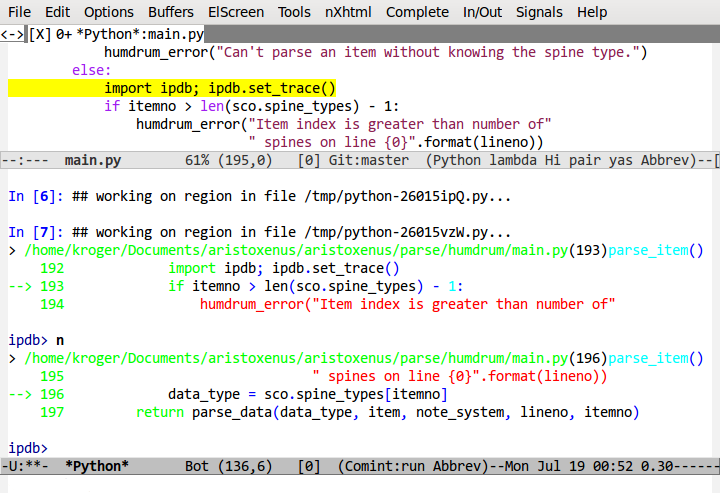 File Edit Options Buffers ElScreen Tools nXhtml Complete In/Out Signals Help
<-> [X] 0+ *Python*:main.py
humdrum_error("Can't parse an item without knowing the spine type.")
else:
import ipdb; ipdb.set_trace()
if itemno > len(sco.spine_types) - 1:
humdrum_error("Item index is greater than number of"
" spines on line {0}".format(lineno))
--:--- main.py 61% (195,0) [0] Git:master (Python lambda Hi pair yas Abbrev)--[
In [6]: ## working on region in file /tmp/python-26015ipQ.py...
In [7]: ## working on region in file /tmp/python-26015vzW.py...
> /home/kroger/Documents/aristoxenus/aristoxenus/parse/humdrum/main.py(193)parse_item()
192 import ipdb; ipdb.set_trace()
--> 193 if itemno > len(sco.spine_types) - 1:
194 humdrum_error("Item index is greater than number of"
ipdb> n
> /home/kroger/Documents/aristoxenus/aristoxenus/parse/humdrum/main.py(196)parse_item()
195 " spines on line {0}".format(lineno))
--> 196 data_type = sco.spine_types[itemno]
197 return parse_data(data_type, item, note_system, lineno, itemno)
ipdb>
-U:**- *Python* Bot (136,6) [0] (Comint:run Abbrev)--Mon Jul 19 00:52 0.30------